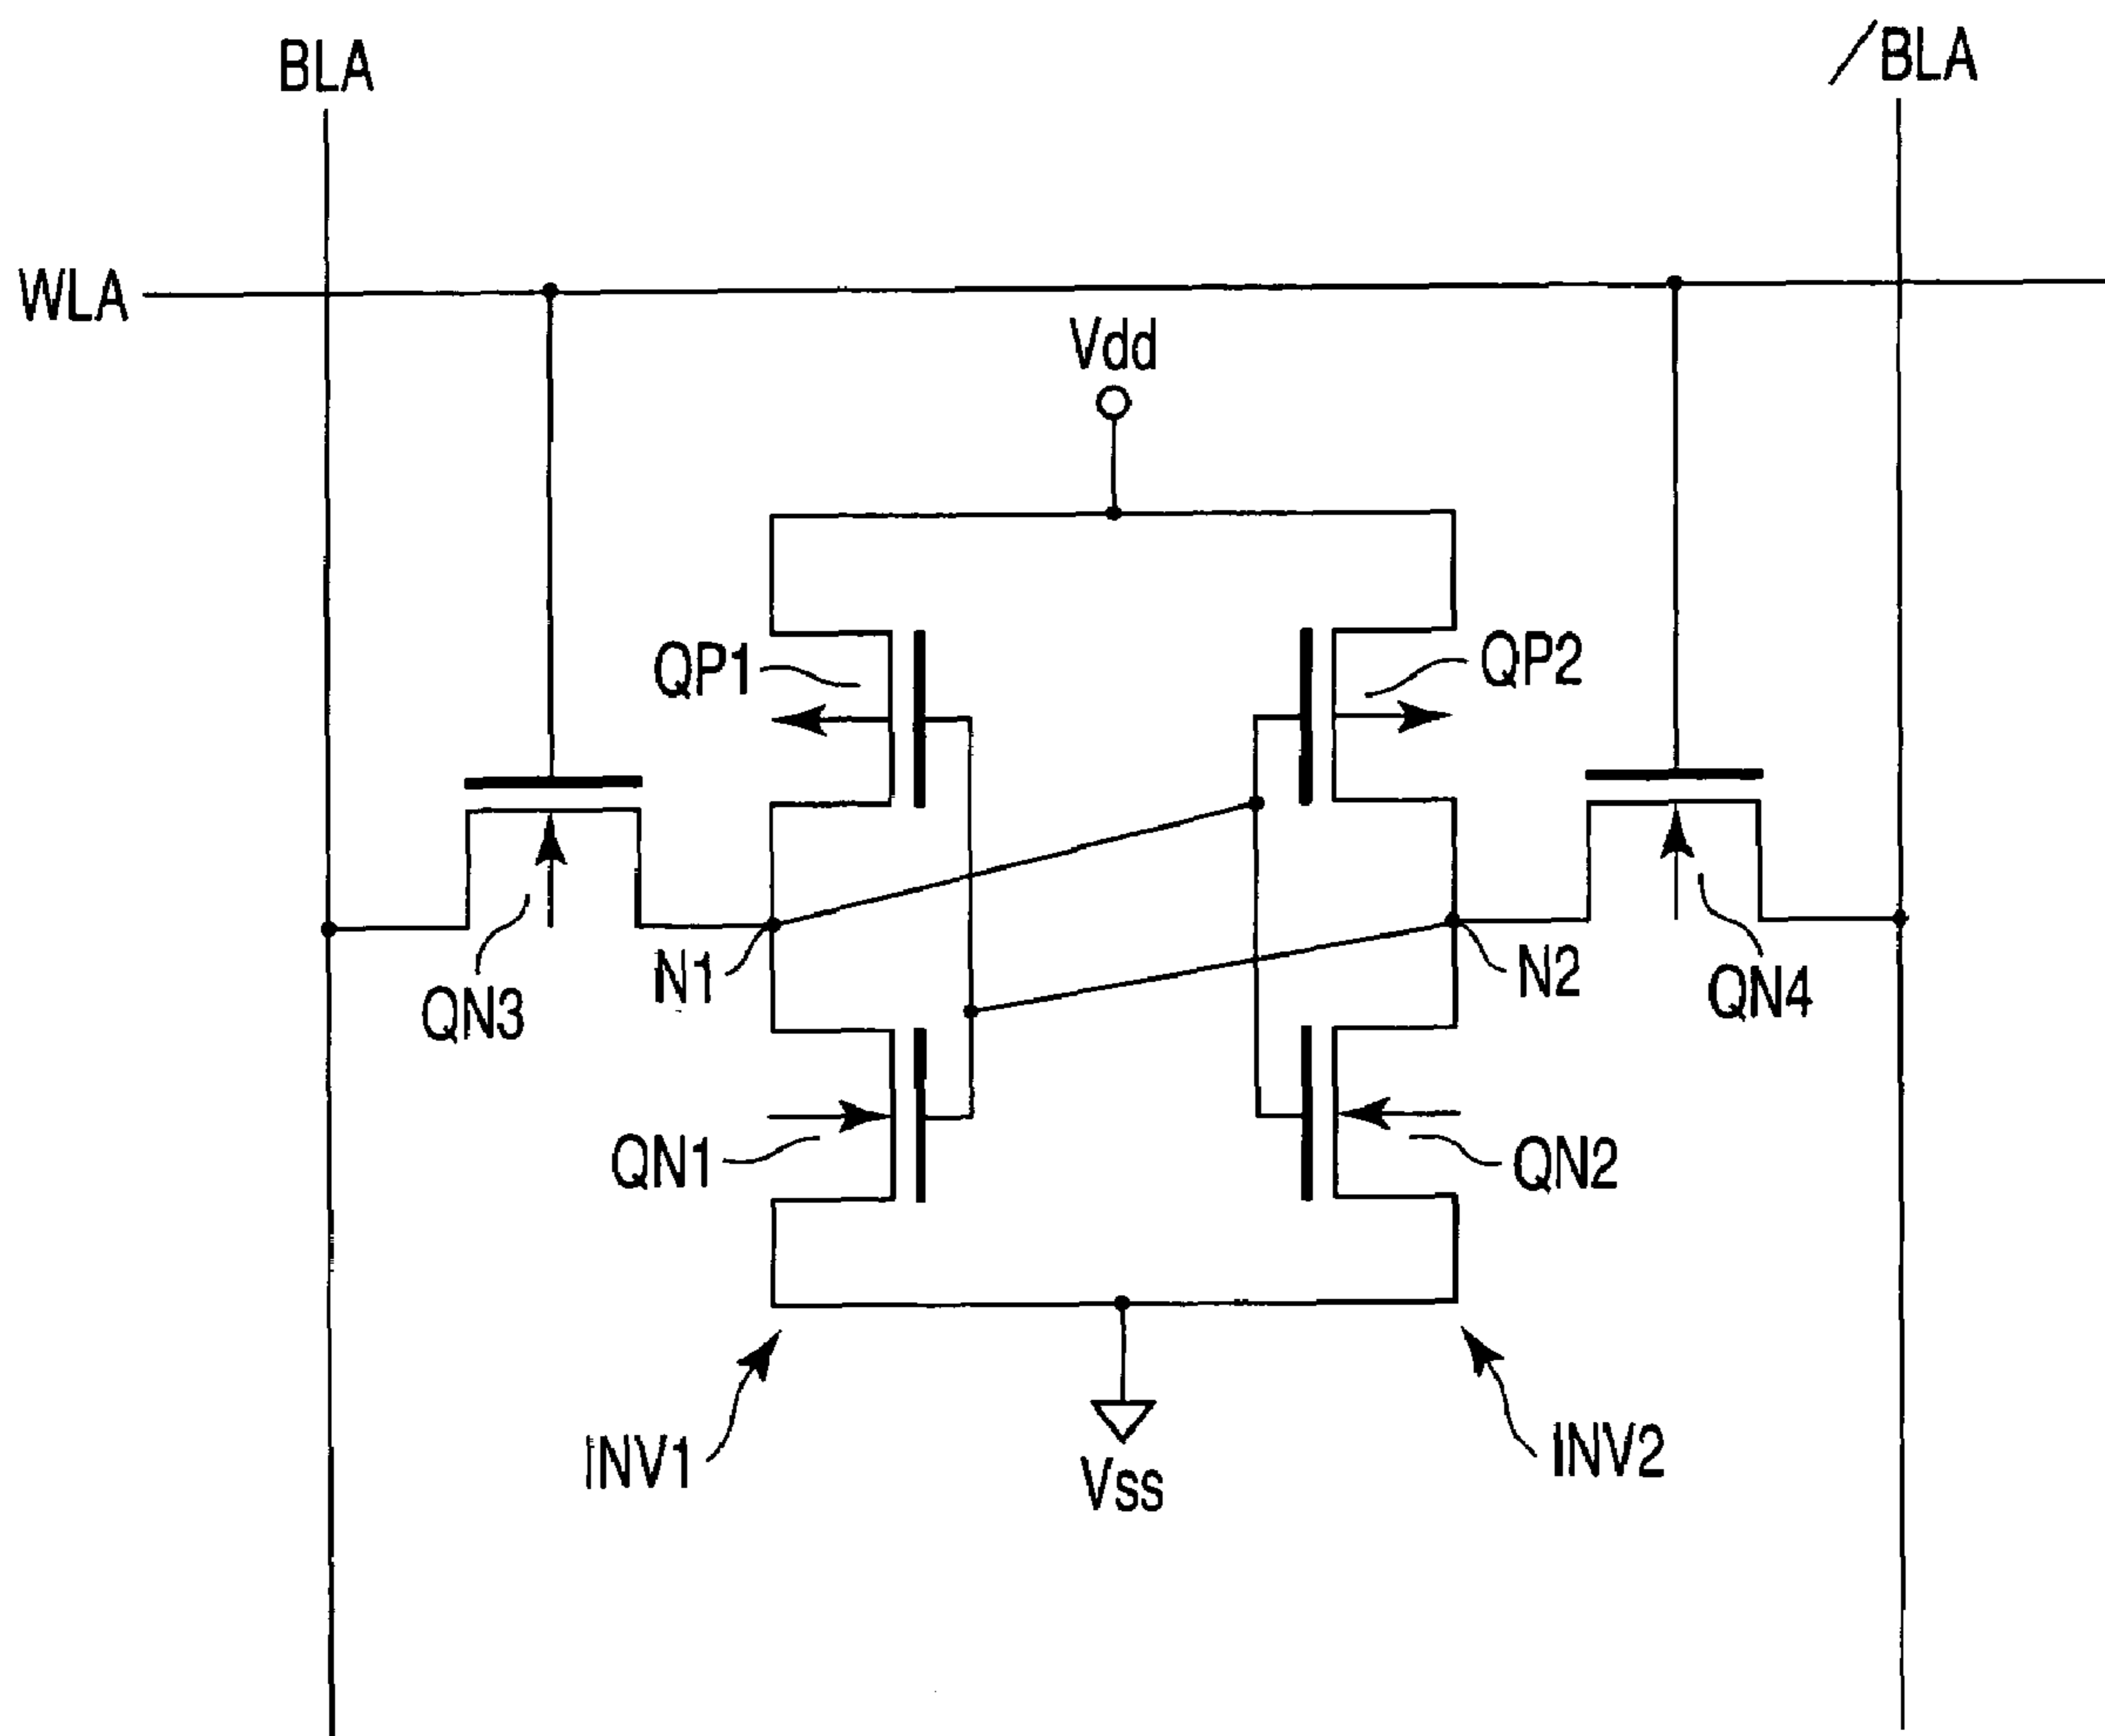 BLA
/BLA
WLA
Vdd
QP1
QP2
QN3
N1
N2
QN4
QN1
QN2
INV1
Vss
INV2